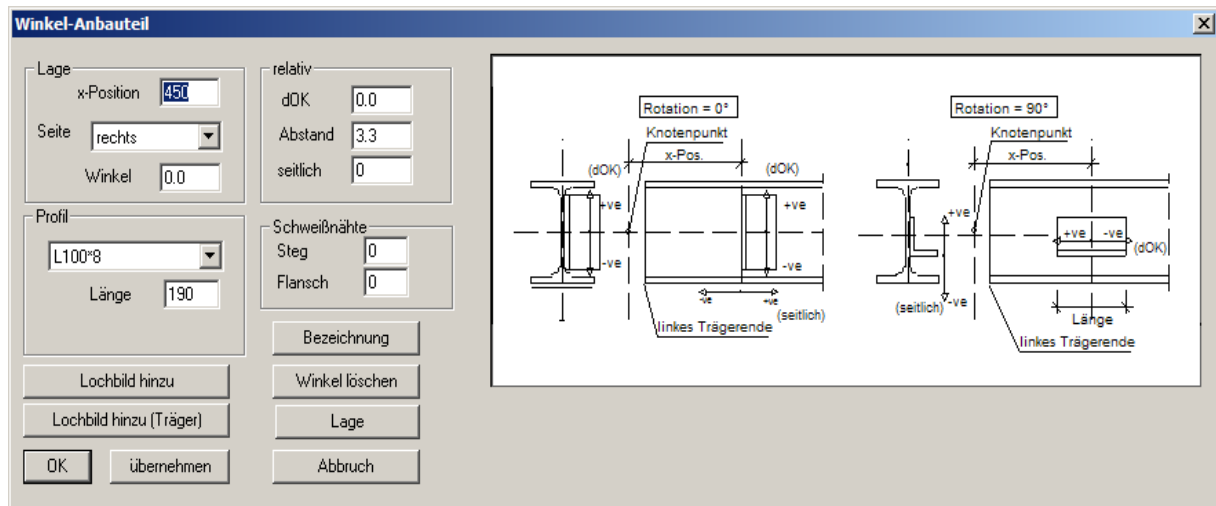 Winkel-Anbauteil
Lage
x-Position 450
Seite rechts
Winkel 0.0
relativ
dOK 0.0
Abstand 3.3
seitlich 0
Profil
L100*8
Länge 190
Schweißnähte
Steg 0
Flansch 0
Bezeichnung
Lochbild hinzu
Winkel löschen
Lochbild hinzu (Träger)
Lage
OK
übernehmen
Abbruch
Rotation = 0°
Knotenpunkt
x-Pos.
(dOK)
(dOK)
+ve
+ve
-ve
-ve
-ve
+ve
(seitlich)
linkes Trägerende
Rotation = 90°
Knotenpunkt
x-Pos.
+ve
+ve
-ve
(dOK)
(seitlich)
-ve
Länge
linkes Trägerende